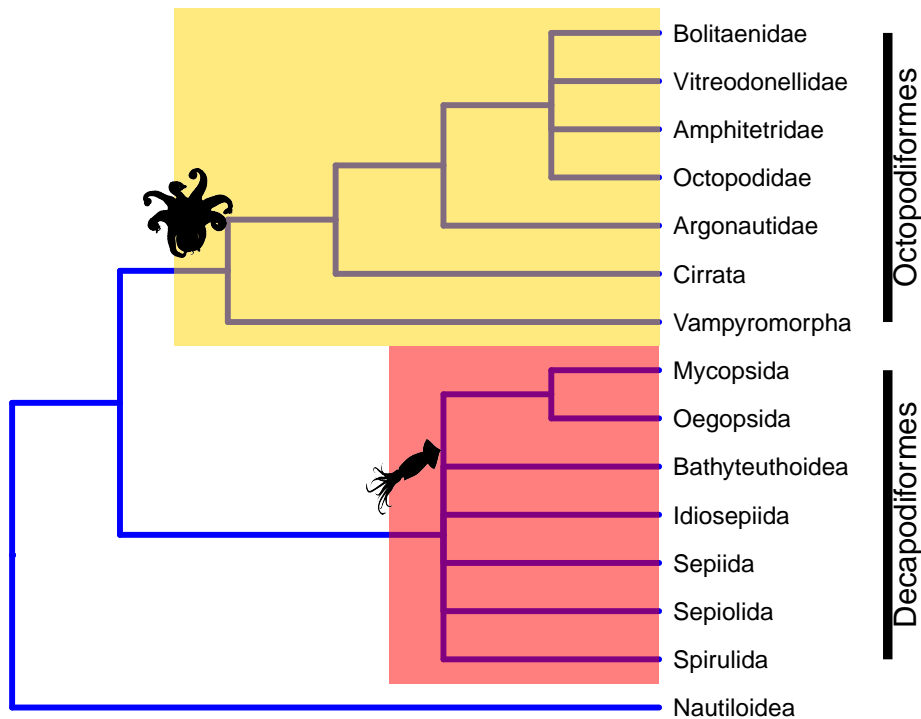 Bolitaenidae
Vitreodonellidae
Amphitetridae
Octopodidae
Argonautidae
Cirrata
Vampyromorpha
Octopodiformes
Mycopsida
Oegopsida
Bathyteuthoidea
Idiosepiida
Sepiida
Sepiolida
Spirulida
Decapodiformes
Nautiloidea